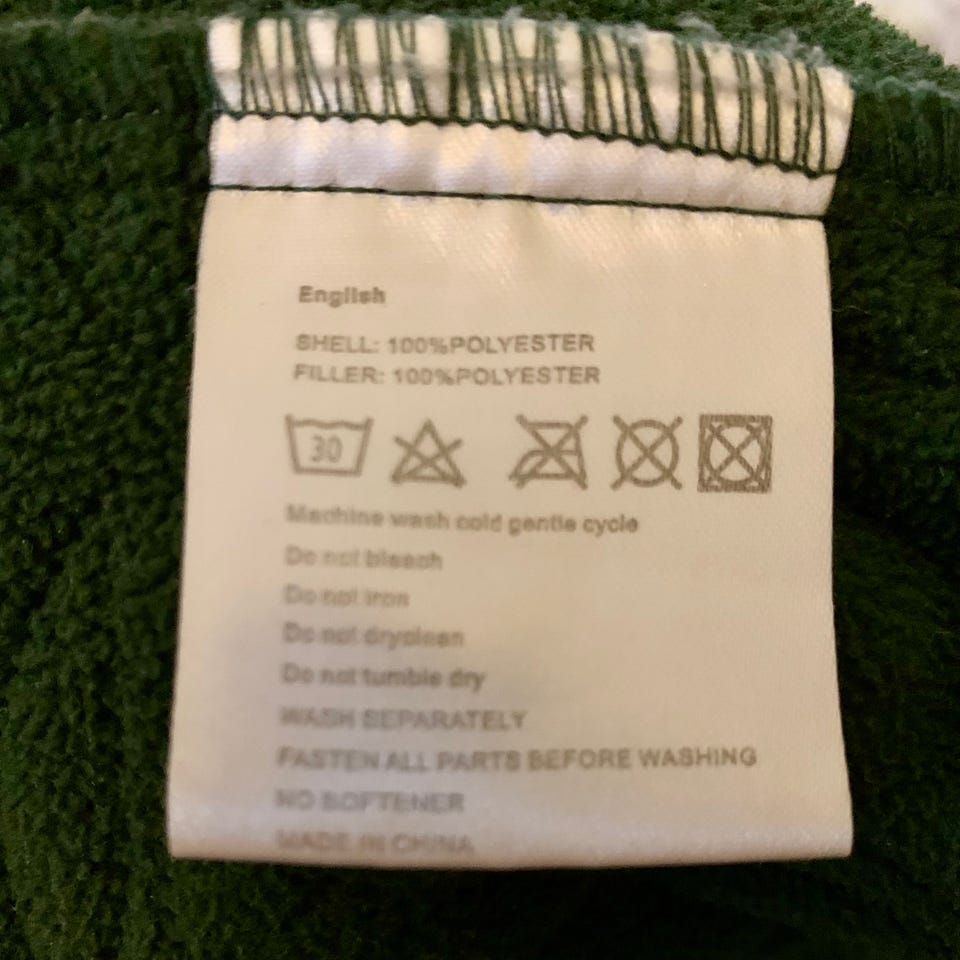 English
SHELL: 100%POLYESTER
FILLER: 100%POLYESTER
30
Machine wash cold gentle cycle
Do not bleach
Do not iron
Do not dryclean
Do not tumble dry
WASH SEPARATELY
FASTEN ALL PARTS BEFORE WASHING
NO SOFTENER
MADE IN CHINA